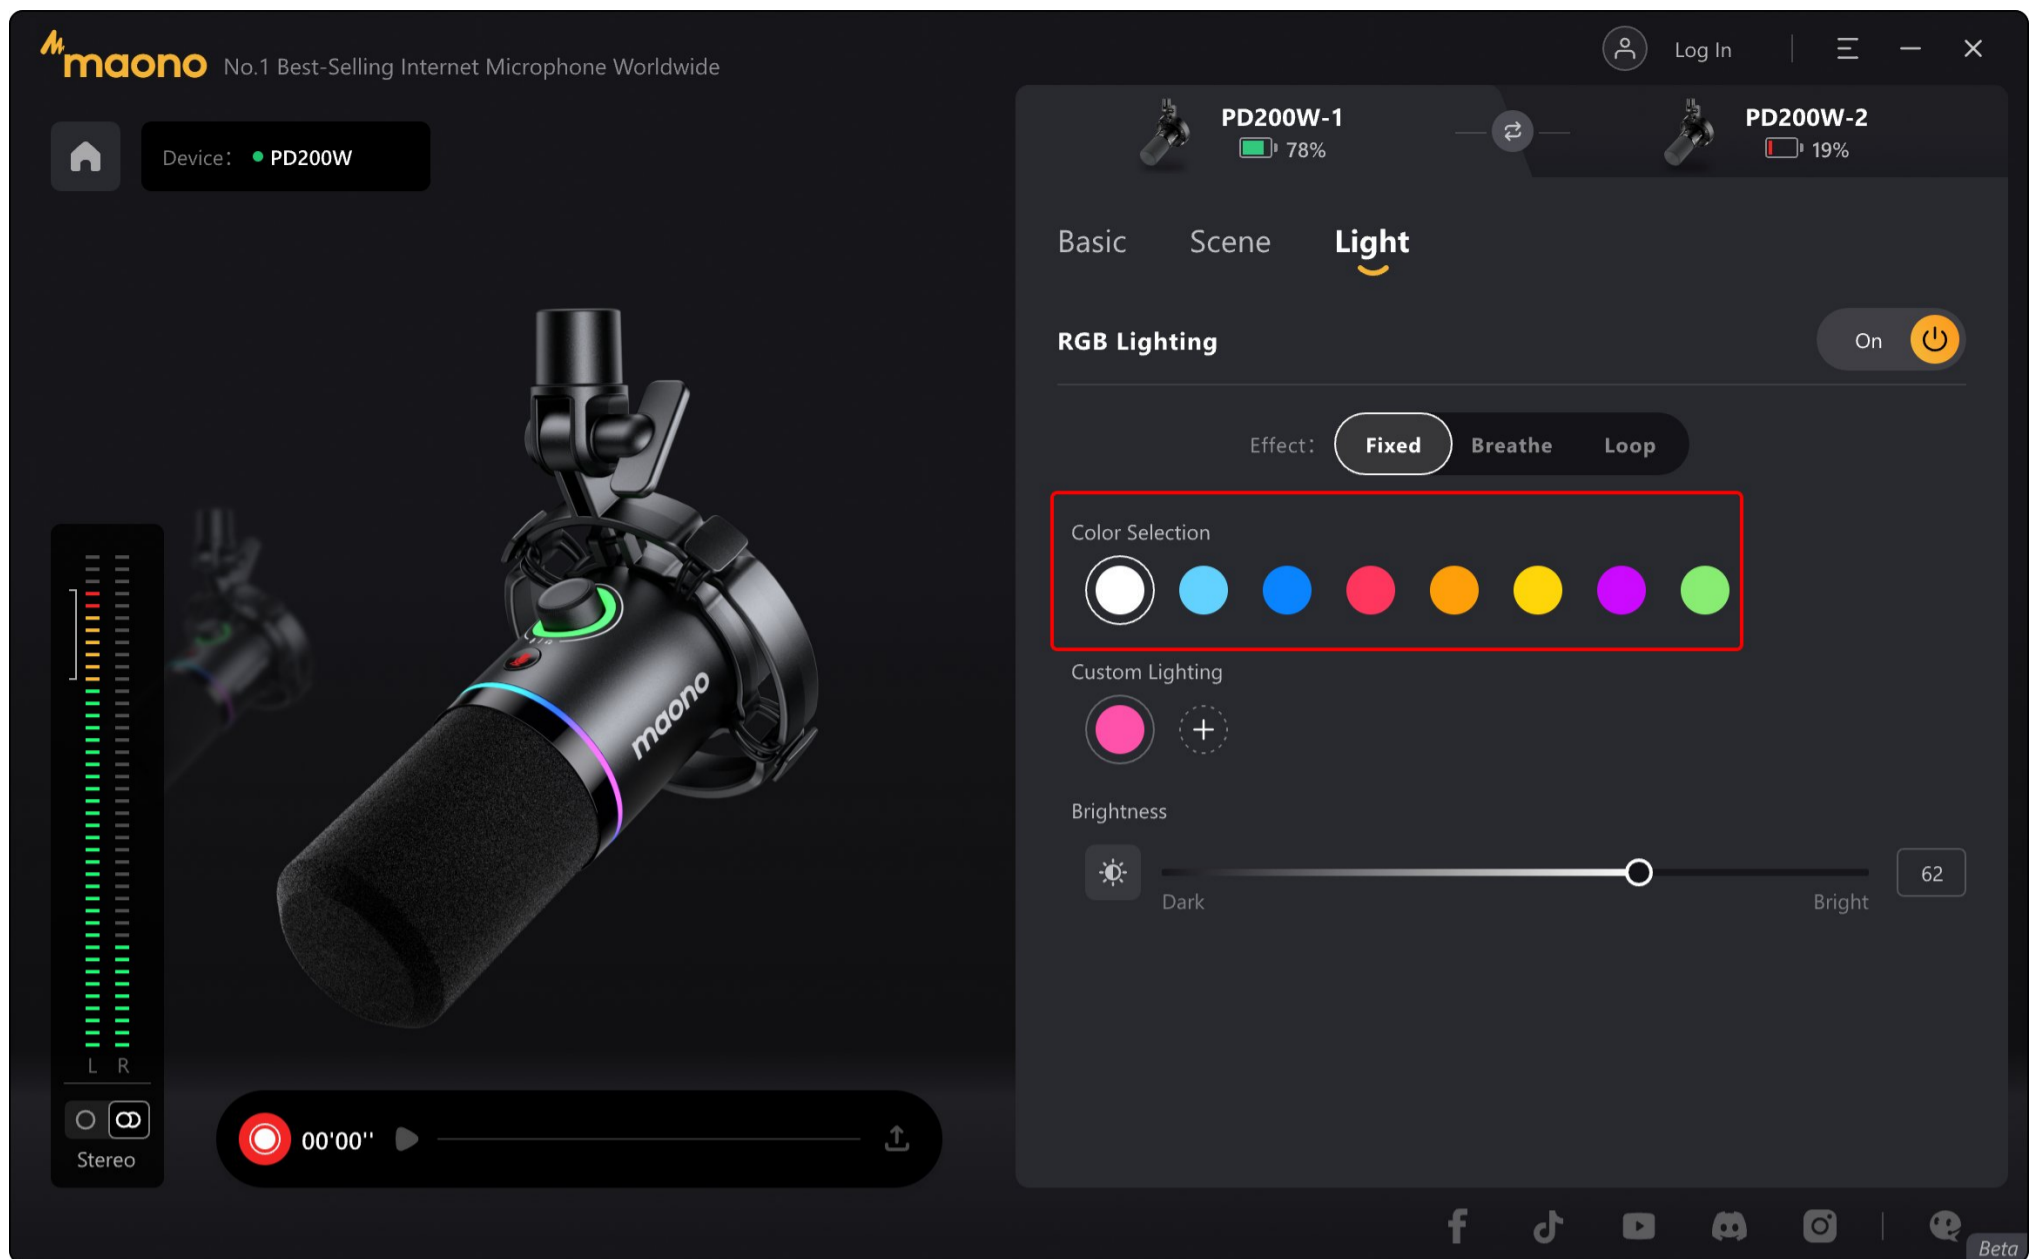 maono No.1 Best-Selling Internet Microphone Worldwide
Log In
Device: PD200W
PD200W-1
78%
PD200W-2
19%
Basic Scene Light
RGB Lighting
On
Effect: Fixed Breathe Loop
Color Selection
Custom Lighting
Brightness
62
Dark Bright
maono
L R
Stereo
00'00''
Beta